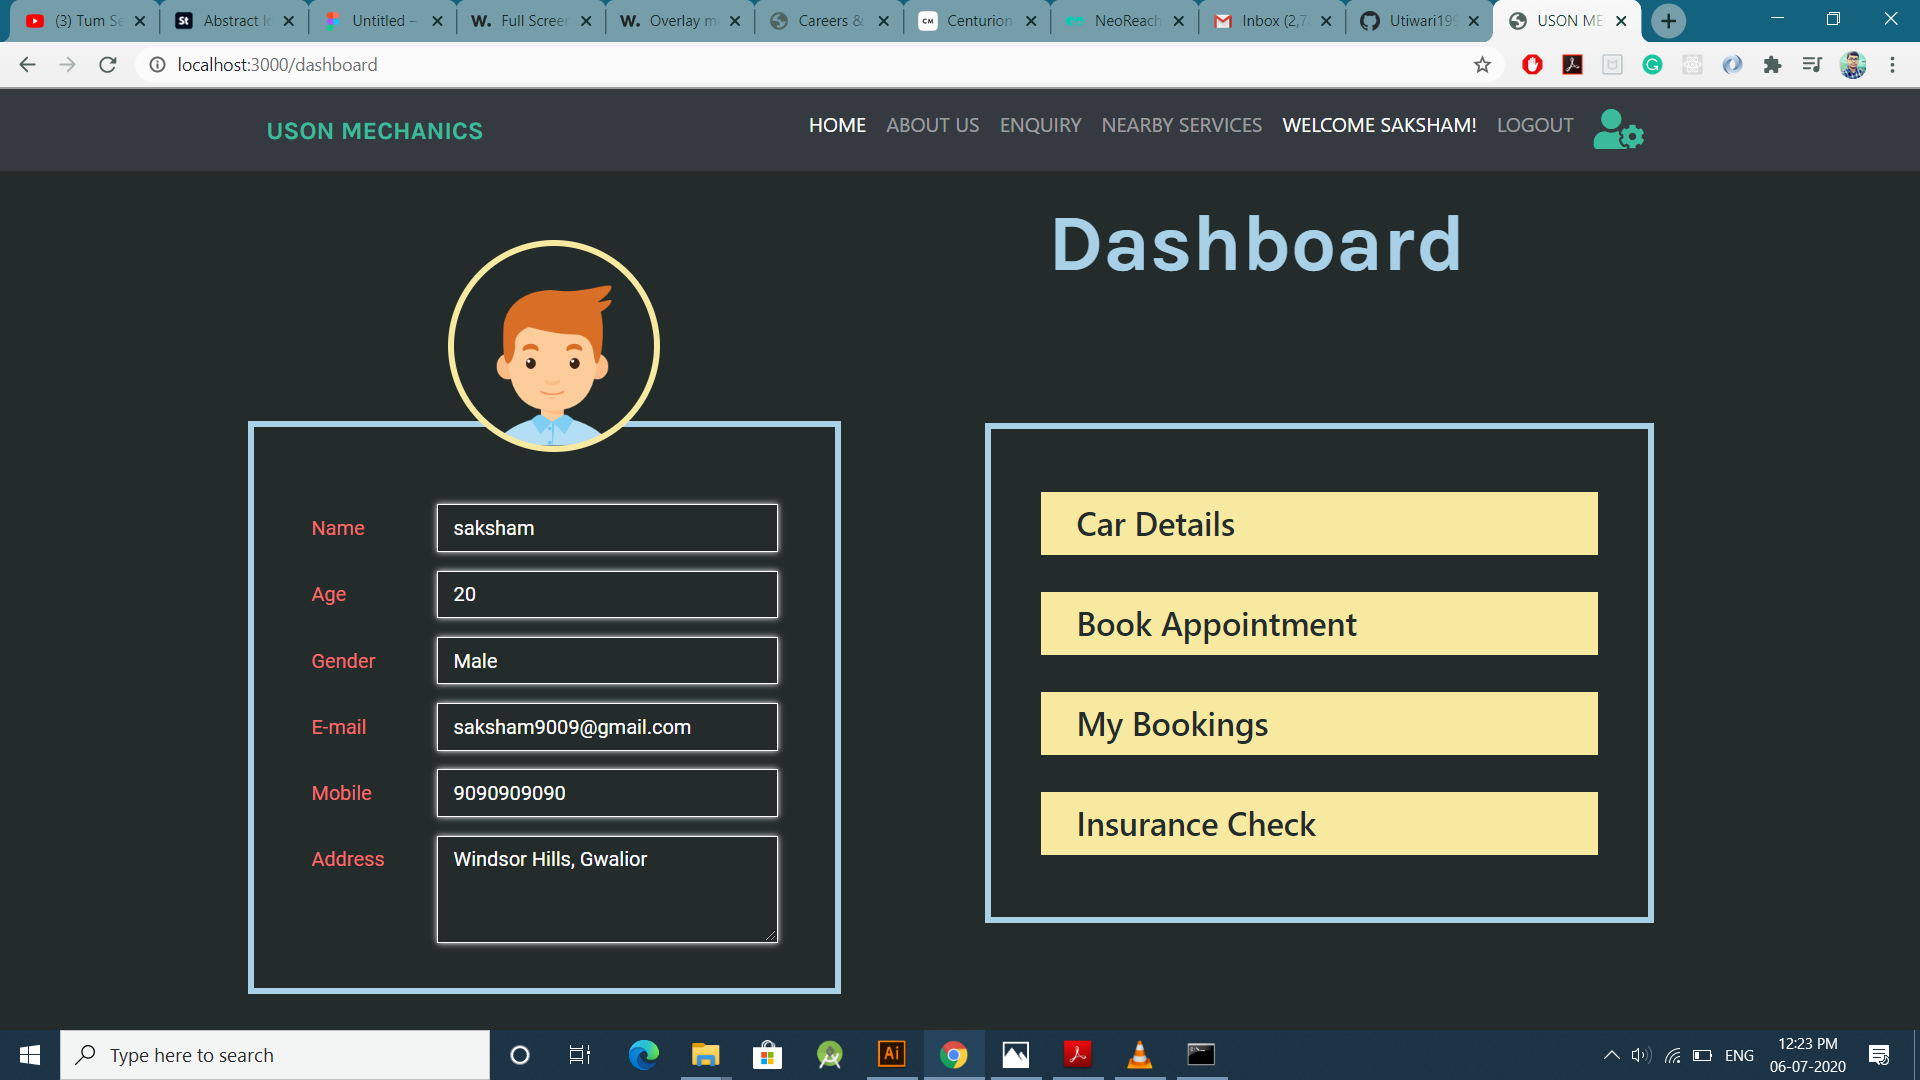 (3) Tum Se
Abstract
Untitled –
Full Screen
Overlay m
Careers &
Centurion
NeoReach
Inbox (2,7
Utiwari199
USON ME
localhost:3000/dashboard
USON MECHANICS
HOME ABOUT US ENQUIRY NEARBY SERVICES WELCOME SAKSHAM! LOGOUT
Dashboard
Name saksham
Age 20
Gender Male
E-mail saksham9009@gmail.com
Mobile 9090909090
Address Windsor Hills, Gwalior
Car Details
Book Appointment
My Bookings
Insurance Check
Type here to search
Ai
ENG
12:23 PM
06-07-2020